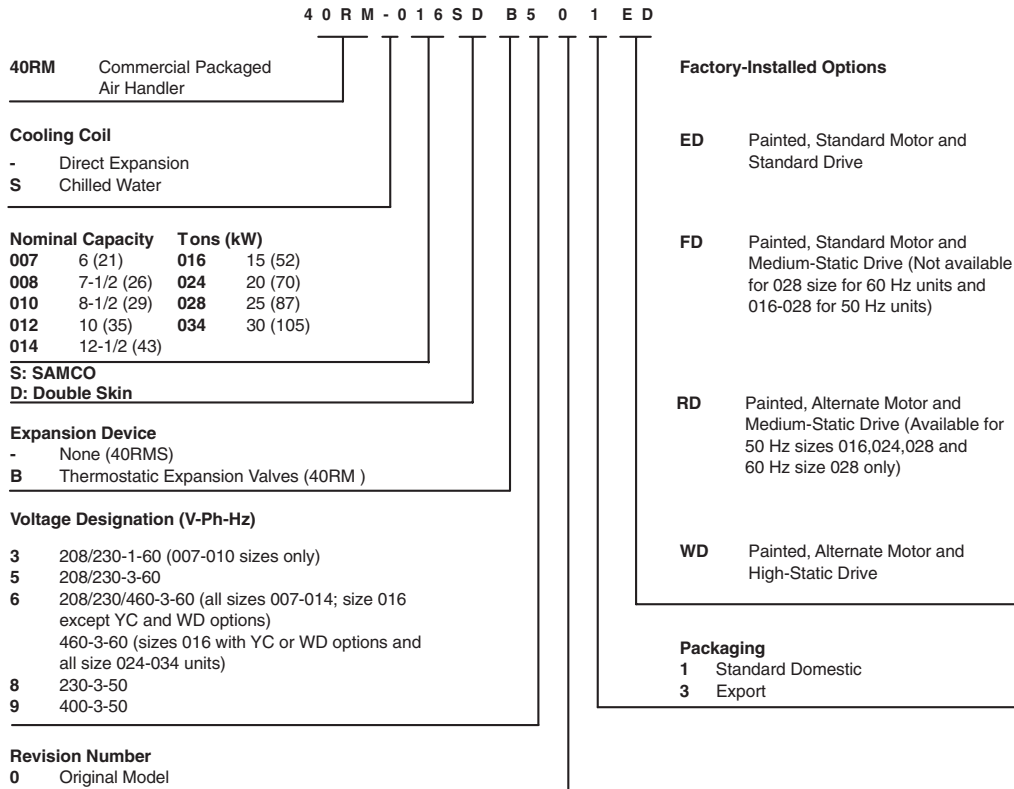 4 0 R M - 0 1 6 S D B 5 0 1 E D
40RM Commercial Packaged
Air Handler
Cooling Coil
- Direct Expansion
S Chilled Water
Nominal Capacity Tons (kW)
007 6 (21) 016 15 (52)
008 7-1/2 (26) 024 20 (70)
010 8-1/2 (29) 028 25 (87)
012 10 (35) 034 30 (105)
014 12-1/2 (43)
S: SAMCO
D: Double Skin
Expansion Device
- None (40RMS)
B Thermostatic Expansion Valves (40RM )
Voltage Designation (V-Ph-Hz)
3 208/230-1-60 (007-010 sizes only)
5 208/230-3-60
6 208/230/460-3-60 (all sizes 007-014; size 016
except YC and WD options)
460-3-60 (sizes 016 with YC or WD options and
all size 024-034 units)
8 230-3-50
9 400-3-50
Revision Number
0 Original Model
Factory-Installed Options
ED Painted, Standard Motor and
Standard Drive
FD Painted, Standard Motor and
Medium-Static Drive (Not available
for 028 size for 60 Hz units and
016-028 for 50 Hz units)
RD Painted, Alternate Motor and
Medium-Static Drive (Available for
50 Hz sizes 016,024,028 and
60 Hz size 028 only)
WD Painted, Alternate Motor and
High-Static Drive
Packaging
1 Standard Domestic
3 Export